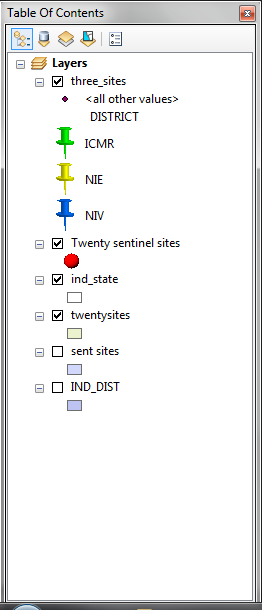 Table Of Contents
Layers
three_sites
<all other values>
DISTRICT
ICMR
NIE
NIV
Twenty sentinel sites
ind_state
twentysites
sent sites
IND_DIST